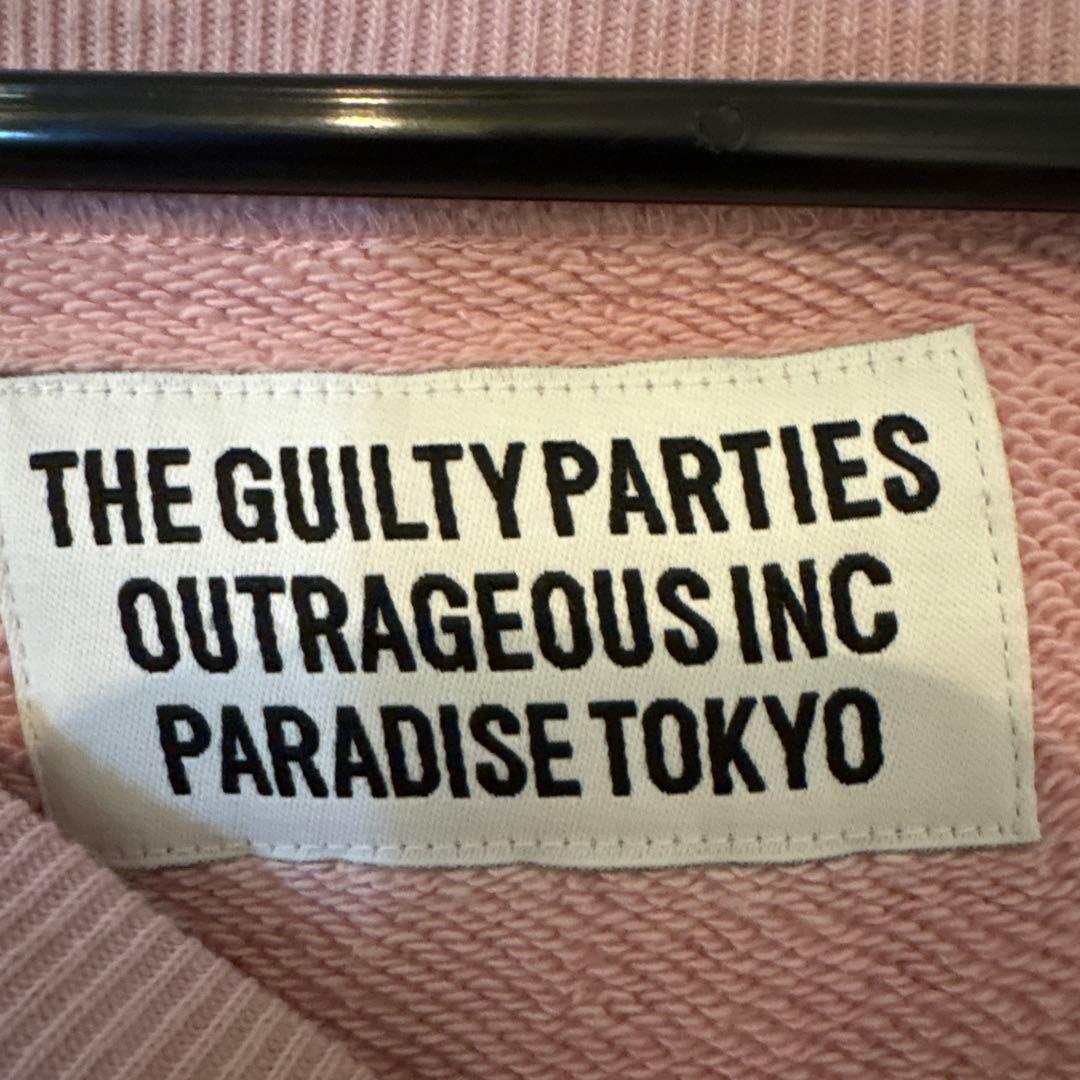 THE GUILTY PARTIES
OUTRAGEOUS INC
PARADISE TOKYO